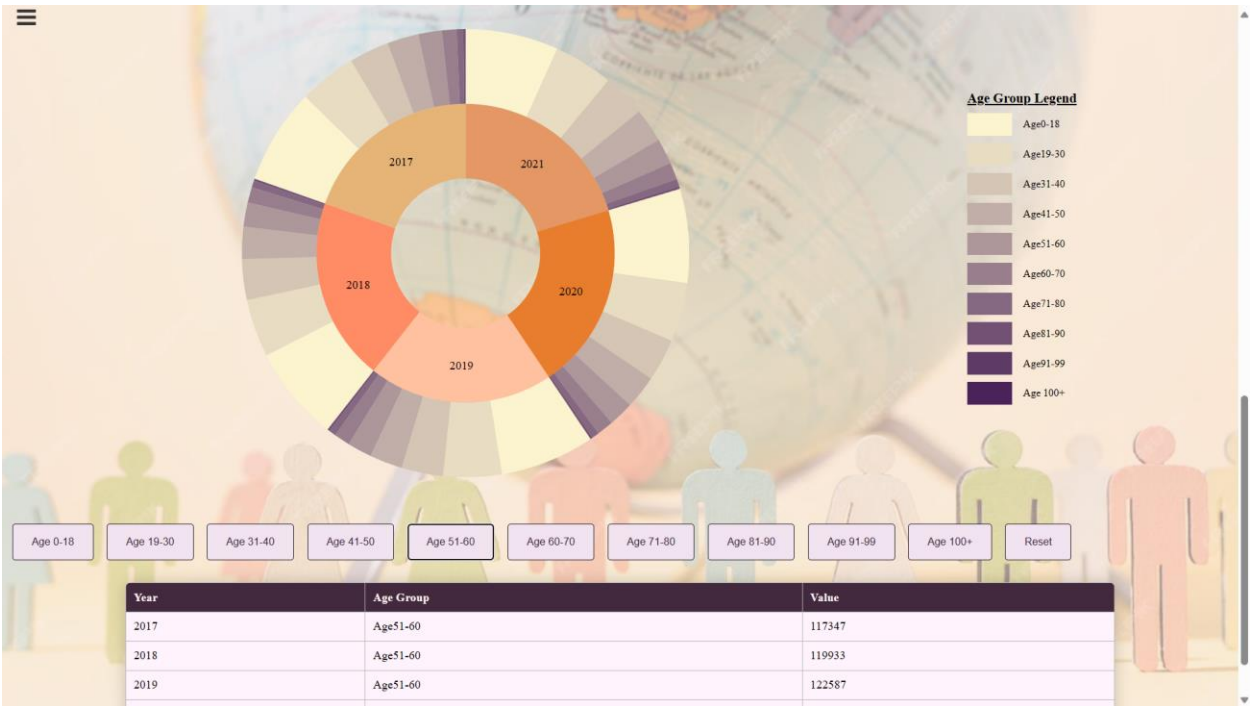 2017
2021
2018
2020
2019
Age Group Legend
Age0-18
Age19-30
Age31-40
Age41-50
Age51-60
Age60-70
Age71-80
Age81-90
Age91-99
Age 100+
Age 0-18 Age 19-30 Age 31-40 Age 41-50 Age 51-60 Age 60-70 Age 71-80 Age 81-90 Age 91-99 Age 100+ Reset
Year Age Group Value
2017 Age51-60 117347
2018 Age51-60 119933
2019 Age51-60 122587